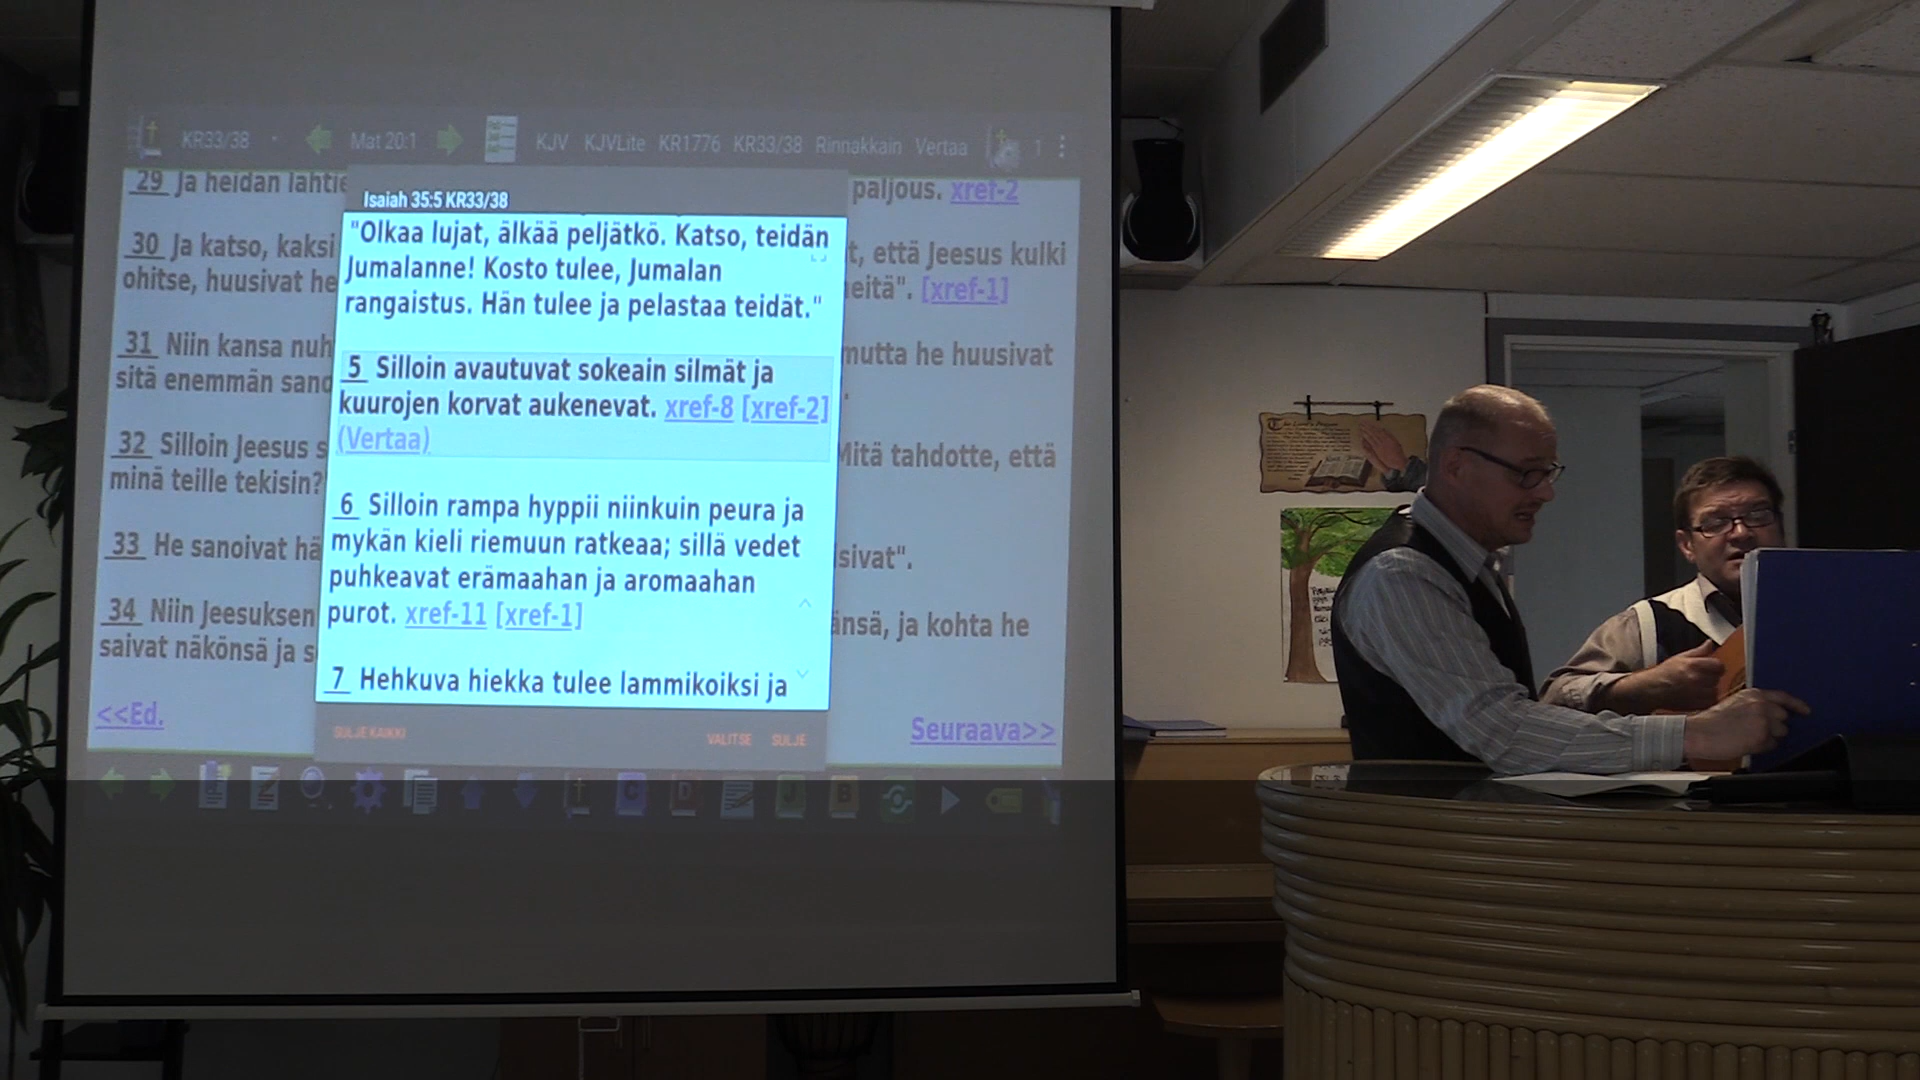 KR33/38 Mat 20:1 KJV KJVLite KR1776 KR33/38 Rinnakkain Vertaa 1
29 Ja heidän lähtie
paljous. xref-2
30 Ja katso, kaksi
t, että Jeesus kulki
ohitse, huusivat he
eitä". [xref-1]
31 Niin kansa nuh
mutta he huusivat
sitä enemmän sano
32 Silloin Jeesus s
Mitä tahdotte, että
minä teille tekisin?
33 He sanoivat hä
sivat".
34 Niin Jeesuksen
änsä, ja kohta he
saivat näkönsä ja s
<<Ed.
Seuraava>>
Isaiah 35:5 KR33/38
"Olkaa lujat, älkää peljätkö. Katso, teidän
Jumalanne! Kosto tulee, Jumalan
rangaistus. Hän tulee ja pelastaa teidät."
5 Silloin avautuvat sokeain silmät ja
kuurojen korvat aukenevat. xref-8 [xref-2]
(Vertaa)
6 Silloin rampa hyppii niinkuin peura ja
mykän kieli riemuun ratkeaa; sillä vedet
puhkeavat erämaahan ja aromaahan
purot. xref-11 [xref-1]
7 Hehkuva hiekka tulee lammikoiksi ja
SULJE KAIKKI VALITSE SULJE
C D J B
The Lord's Prayer